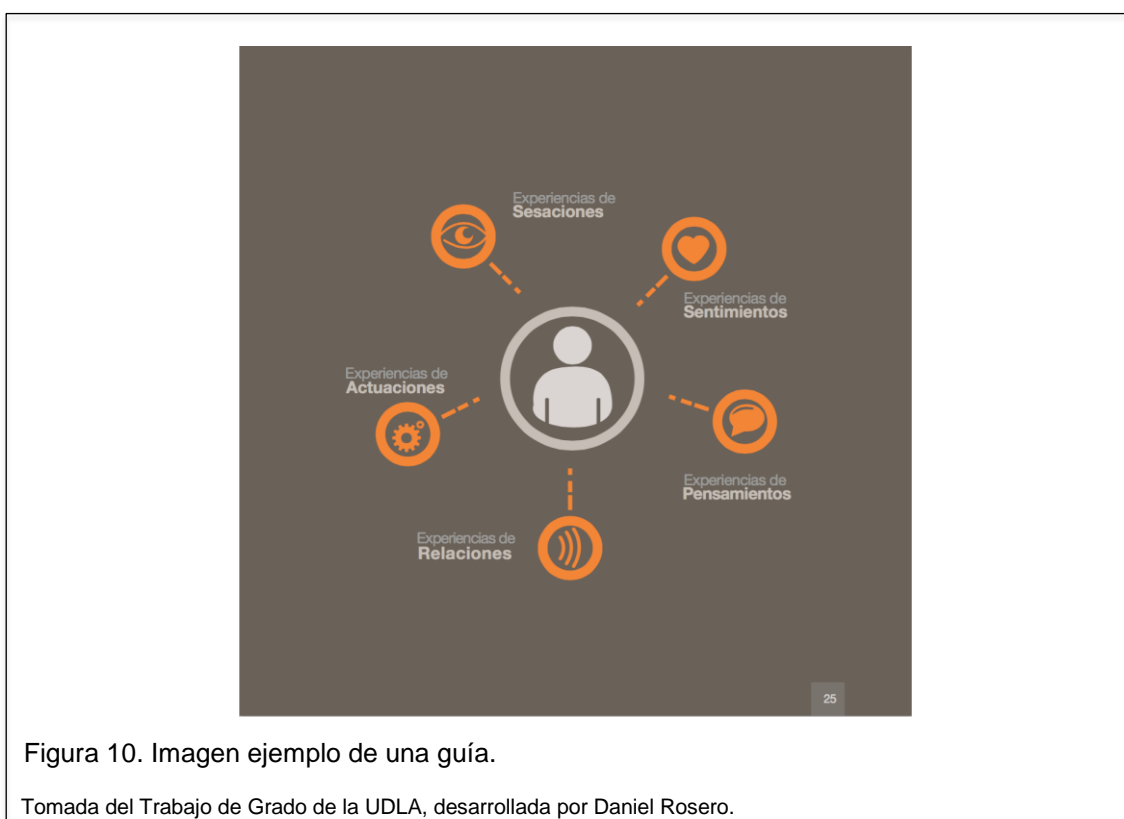 Experiencias de
Sesaciones
Experiencias de
Sentimientos
Experiencias de
Actuaciones
Experiencias de
Pensamientos
Experiencias de
Relaciones
25
Figura 10. Imagen ejemplo de una guía.
Tomada del Trabajo de Grado de la UDLA, desarrollada por Daniel Rosero.